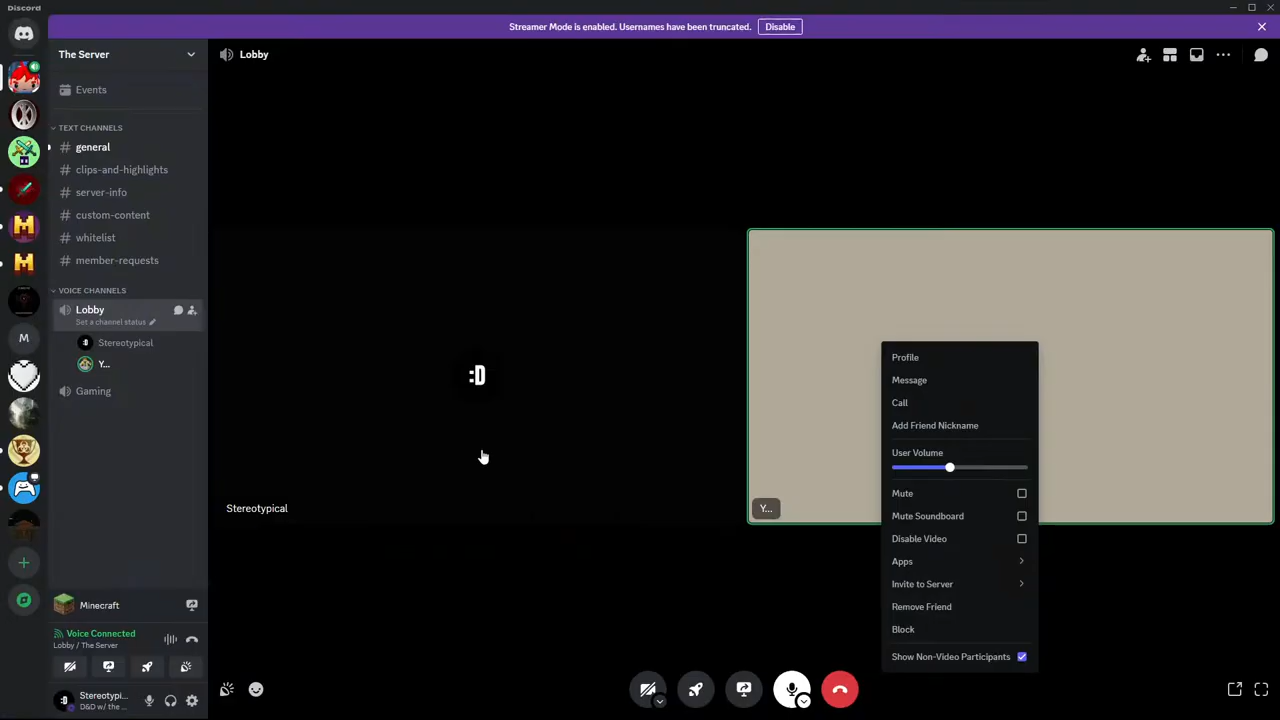 Discord
Streamer Mode is enabled. Usernames have been truncated.
Disable
The Server
Lobby
Events
TEXT CHANNELS
general
clips-and-highlights
server-info
custom-content
whitelist
member-requests
VOICE CHANNELS
Lobby
Set a channel status
Stereotypical
Y...
Gaming
M
:D
Stereotypical
Y...
Profile
Message
Call
Add Friend Nickname
User Volume
Mute
Mute Soundboard
Disable Video
Apps
Invite to Server
Remove Friend
Block
Show Non-Video Participants
Minecraft
Voice Connected
Lobby / The Server
Stereotypi...
D&D w/ the ...